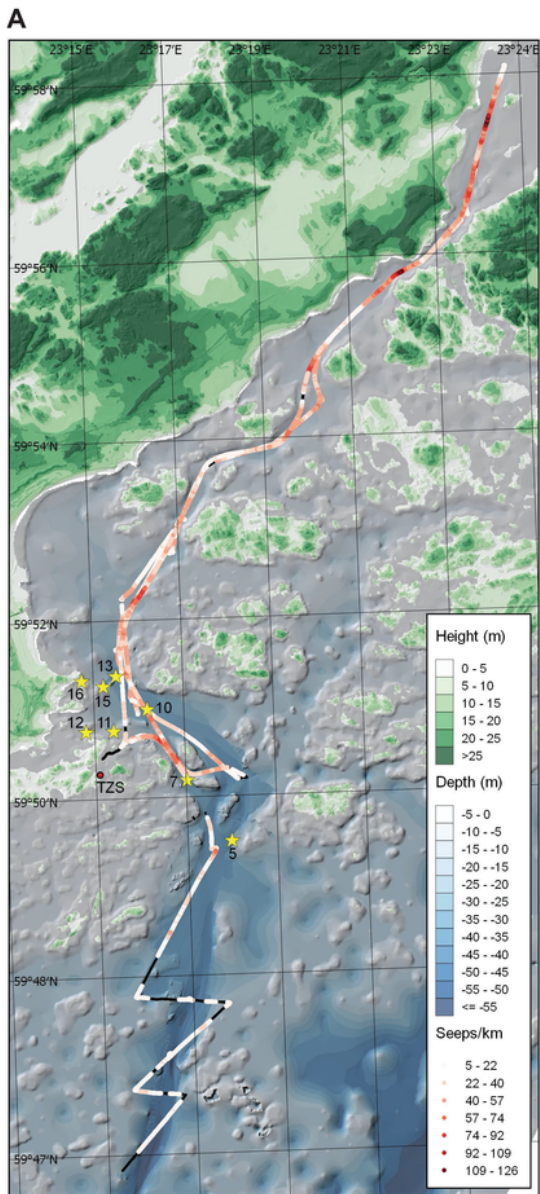 A
23°15'E 23°17'E 23°19'E 23°21'E 23°23'E 23°24'E
59°58'N
59°56'N
59°54'N
59°52'N
13
16
15
10
12
11
TZS
7
59°50'N
5
59°48'N
59°47'N
Height (m)
0 - 5
5 - 10
10 - 15
15 - 20
20 - 25
>25
Depth (m)
-5 - 0
-10 - -5
-15 - -10
-20 - -15
-25 - -20
-30 - -25
-35 - -30
-40 - -35
-45 - -40
-50 - -45
-55 - -50
<= -55
Seeps/km
5 - 22
22 - 40
40 - 57
57 - 74
74 - 92
92 - 109
109 - 126